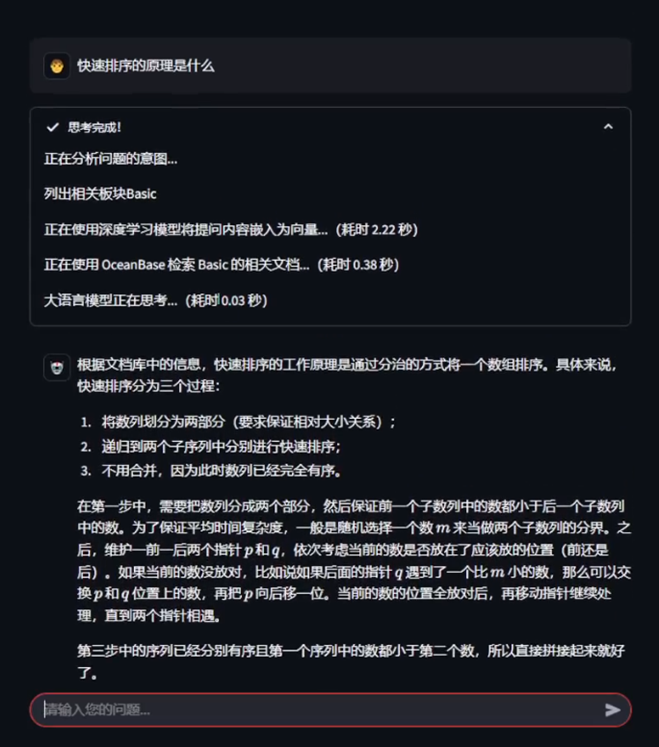 快速排序的原理是什么
思考完成!
正在分析问题的意图...
列出相关板块Basic
正在使用深度学习模型将提问内容嵌入为向量...（耗时 2.22 秒）
正在使用 OceanBase 检索 Basic 的相关文档...（耗时 0.38 秒）
大语言模型正在思考...（耗时 0.03 秒）
根据文档库中的信息，快速排序的工作原理是通过分治的方式将一个数组排序。具体来说，
快速排序分为三个过程：
1. 将数列划分为两部分（要求保证相对大小关系）；
2. 递归到两个子序列中分别进行快速排序；
3. 不用合并，因为此时数列已经完全有序。
在第一步中，需要把数列分成两个部分，然后保证前一个子数列中的数都小于后一个子数列
中的数。为了保证平均时间复杂度，一般是随机选择一个数 m 来当做两个子数列的分界。之
后，维护一前一后两个指针 p 和 q，依次考虑当前的数是否放在了应该放的位置（前还是
后）。如果当前的数没放对，比如说如果后面的指针 q 遇到了一个比 m 小的数，那么可以交
换 p 和 q 位置上的数，再把 p 向后移一位。当前的数的位置全放对后，再移动指针继续处
理，直到两个指针相遇。
第三步中的序列已经分别有序且第一个序列中的数都小于第二个数，所以直接拼接起来就好
了。
请输入您的问题...